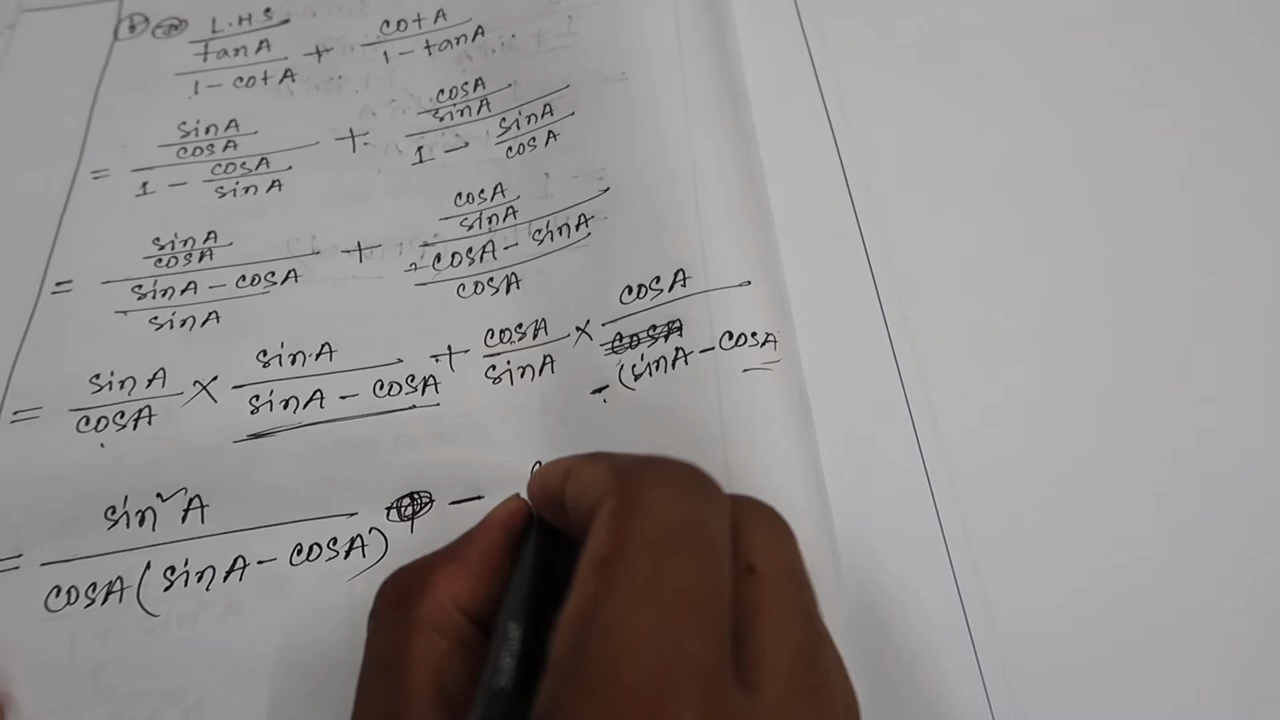 (b) L.H.S
tanA / 1 - cotA + cotA / 1 - tanA
= sinA/cosA / 1 - cosA/sinA + cosA/sinA / 1 - sinA/cosA
= sinA/cosA / sinA - cosA/sinA + cosA/sinA / cosA - sinA/cosA
= sinA/cosA × sinA/sinA - cosA + cosA/sinA × cosA/-(sinA - cosA
= sin²A / cosA(sinA - cosA) -